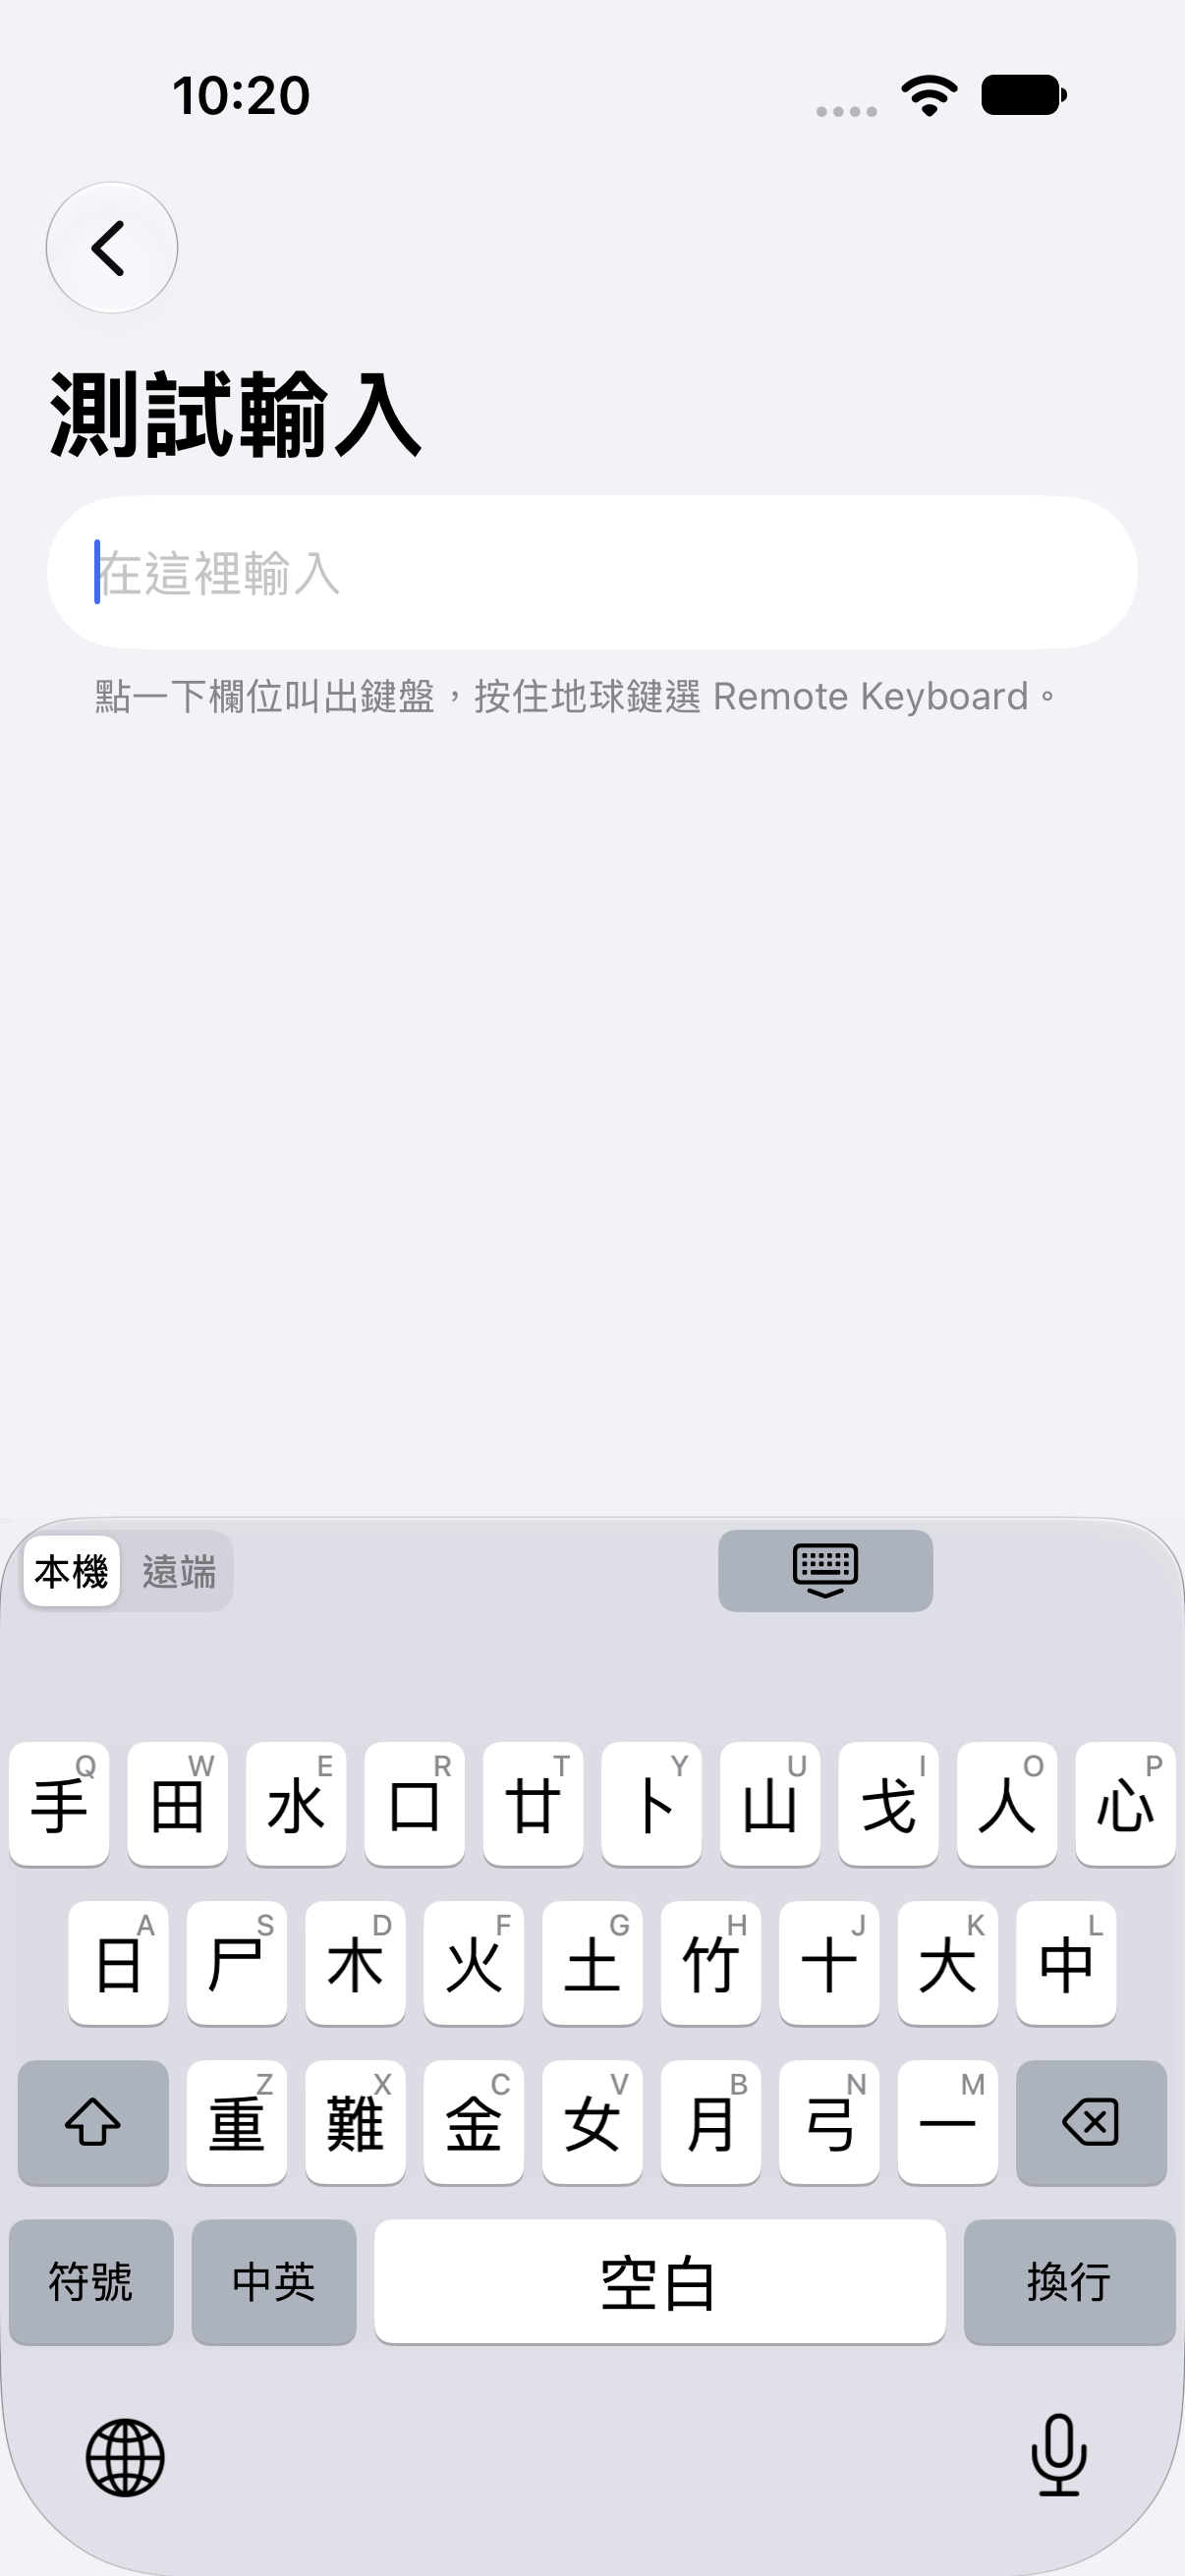 10:20
測試輸入
在這裡輸入
點一下欄位叫出鍵盤，按住地球鍵選 Remote Keyboard。
本機 遠端
Q W E R T Y U I O P
手 田 水 口 廿 卜 山 戈 人 心
A S D F G H J K L
日 尸 木 火 土 竹 十 大 中
Z X C V B N M
重 難 金 女 月 弓 一
符號 中英 空白 換行